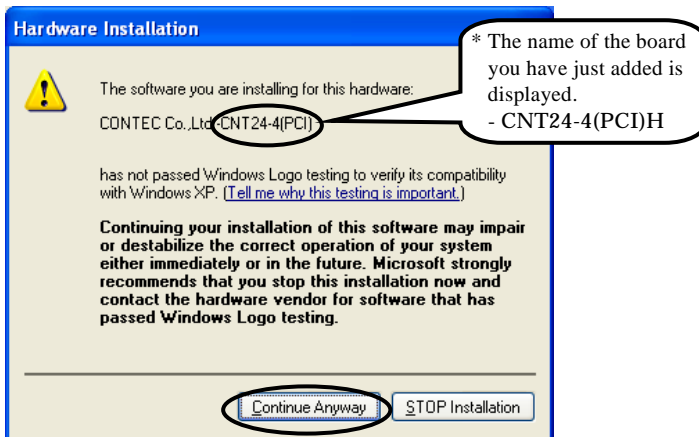 Hardware Installation
* The name of the board
you have just added is
displayed.
- CNT24-4(PCI)H
The software you are installing for this hardware:
CONTEC Co.,Ltd. CNT24-4(PCI)
has not passed Windows Logo testing to verify its compatibility
with Windows XP. (Tell me why this testing is important.)
Continuing your installation of this software may impair
or destabilize the correct operation of your system
either immediately or in the future. Microsoft strongly
recommends that you stop this installation now and
contact the hardware vendor for software that has
passed Windows Logo testing.
Continue Anyway
STOP Installation